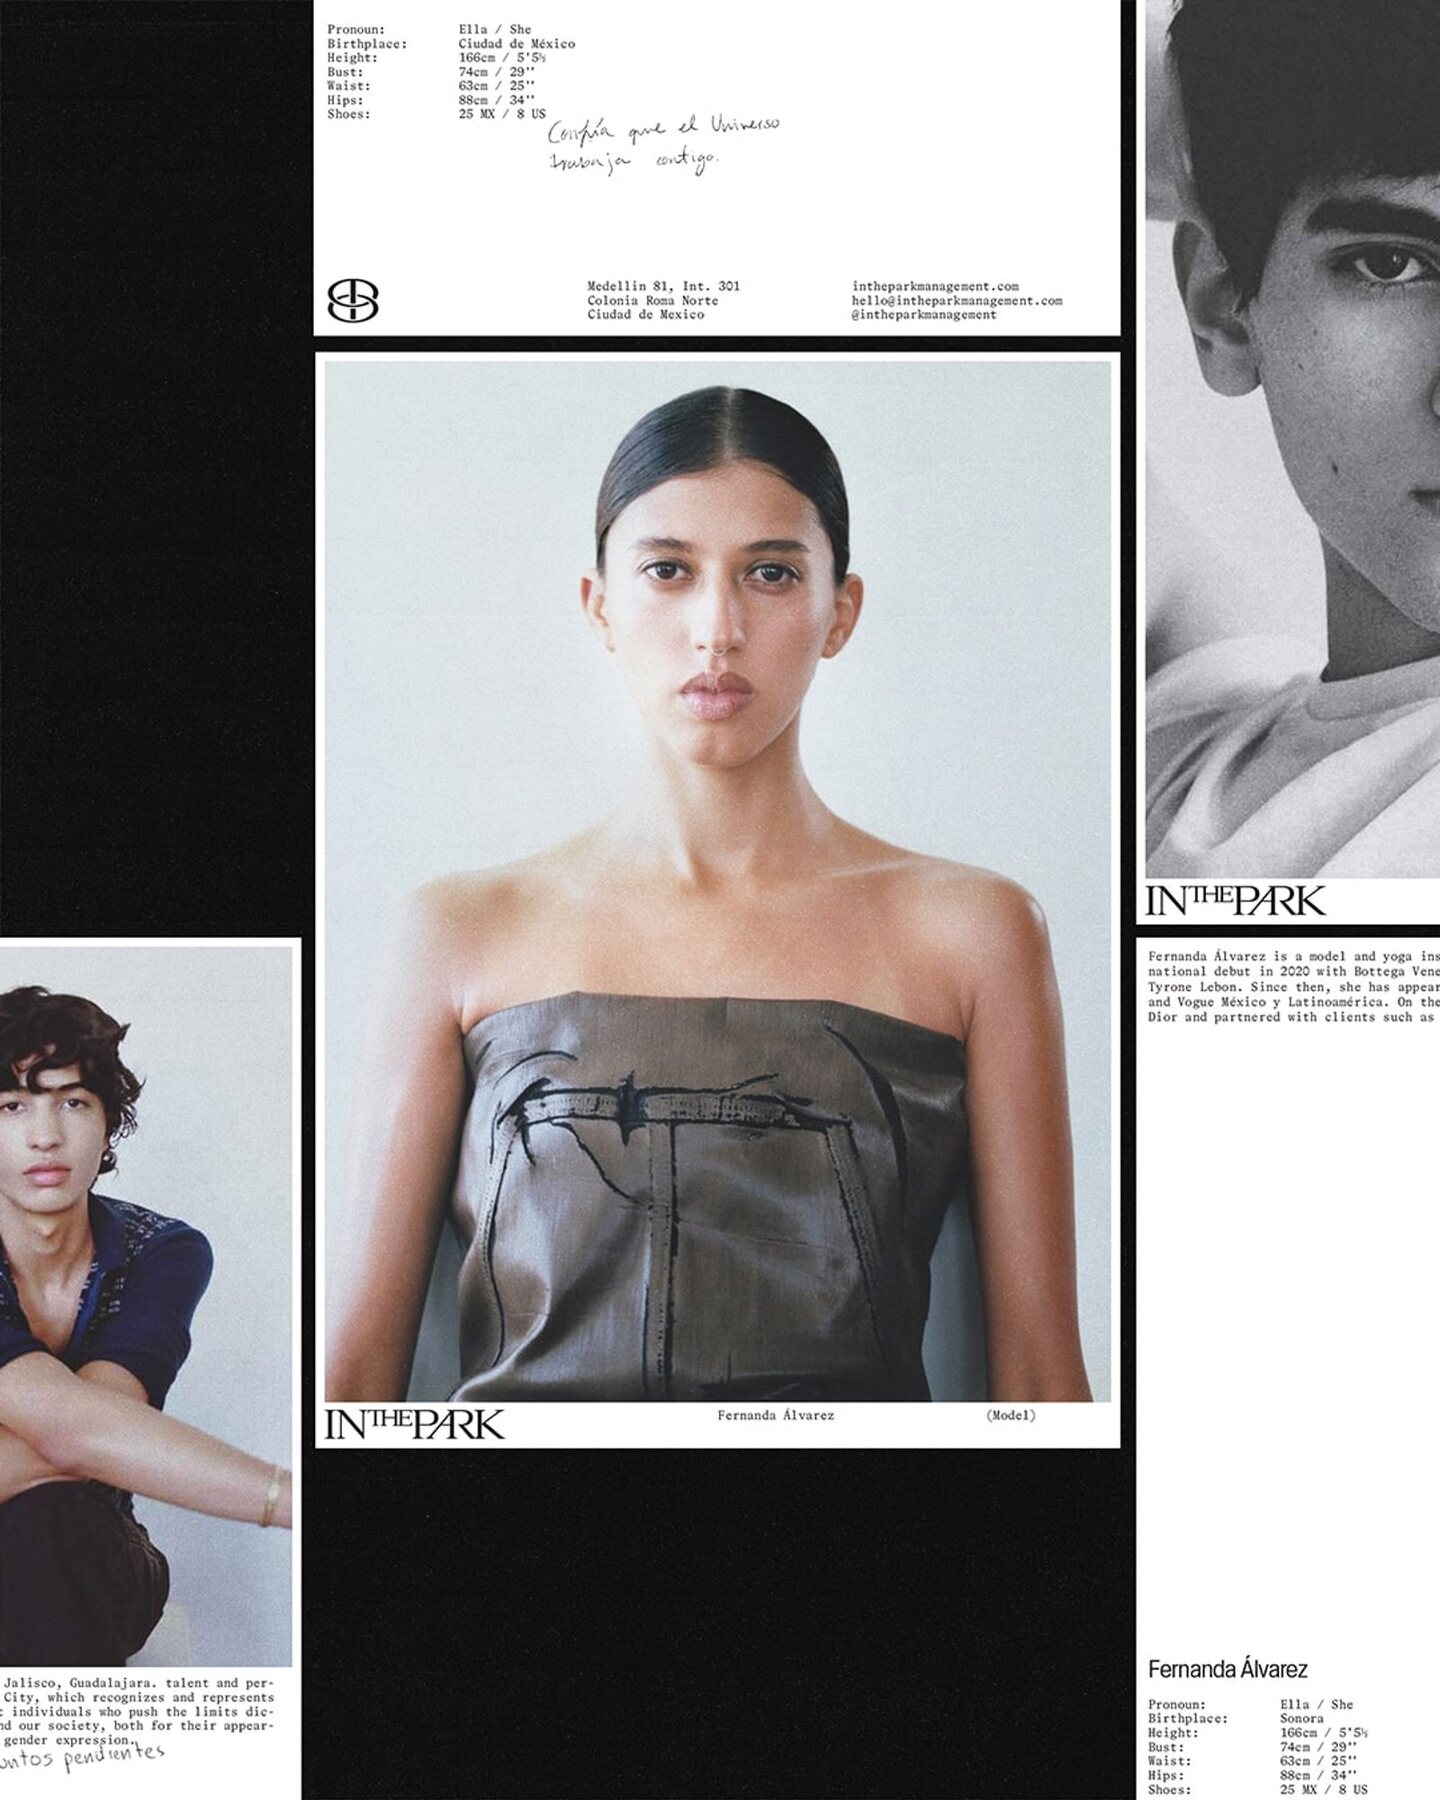 Pronoun: Ella / She
Birthplace: Ciudad de México
Height: 166cm / 5'5½
Bust: 74cm / 29''
Waist: 63cm / 25''
Hips: 88cm / 34''
Shoes: 25 MX / 8 US
Confía que el Universo
trabaja contigo.
Medellin 81, Int. 301
Colonia Roma Norte
Ciudad de Mexico
intheparkmanagement.com
hello@intheparkmanagement.com
@intheparkmanagement
IN THE PARK
Fernanda Álvarez (Model)
IN THE PARK
Fernanda Álvarez is a model and yoga ins
national debut in 2020 with Bottega Vene
Tyrone Lebon. Since then, she has appear
and Vogue México y Latinoamérica. On the
Dior and partnered with clients such as
Fernanda Álvarez
Pronoun: Ella / She
Birthplace: Sonora
Height: 166cm / 5'5½
Bust: 74cm / 29''
Waist: 63cm / 25''
Hips: 88cm / 34''
Shoes: 25 MX / 8 US
Jalisco, Guadalajara. talent and per-
City, which recognizes and represents
individuals who push the limits dic-
nd our society, both for their appear-
gender expression.
untos pendientes